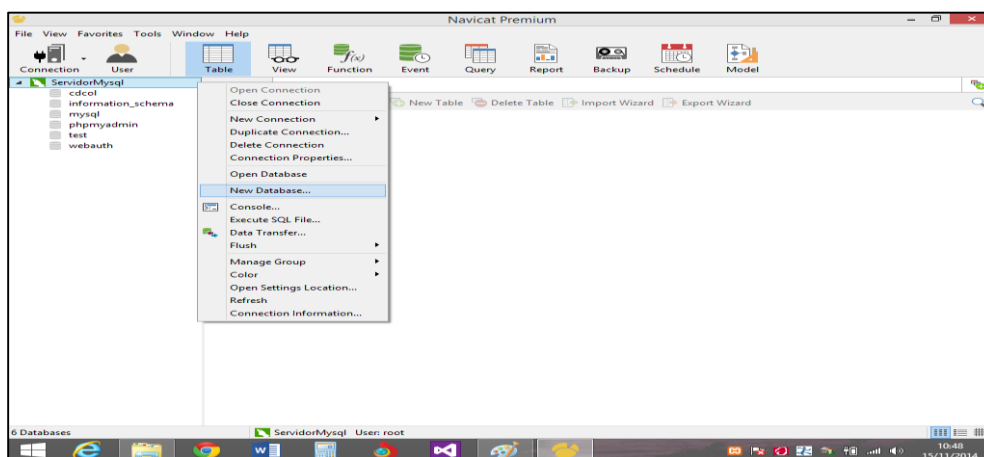 Navicat Premium
File View Favorites Tools Window Help
Connection User Table View Function Event Query Report Backup Schedule Model
ServidorMysql
cdcol
information_schema
mysql
phpmyadmin
test
webauth
New Table Delete Table Import Wizard Export Wizard
Open Connection
Close Connection
New Connection
Duplicate Connection...
Delete Connection
Connection Properties...
Open Database
New Database...
Console...
Execute SQL File...
Data Transfer...
Flush
Manage Group
Color
Open Settings Location...
Refresh
Connection Information...
6 Databases ServidorMysql User: root
10:48
15/11/2014